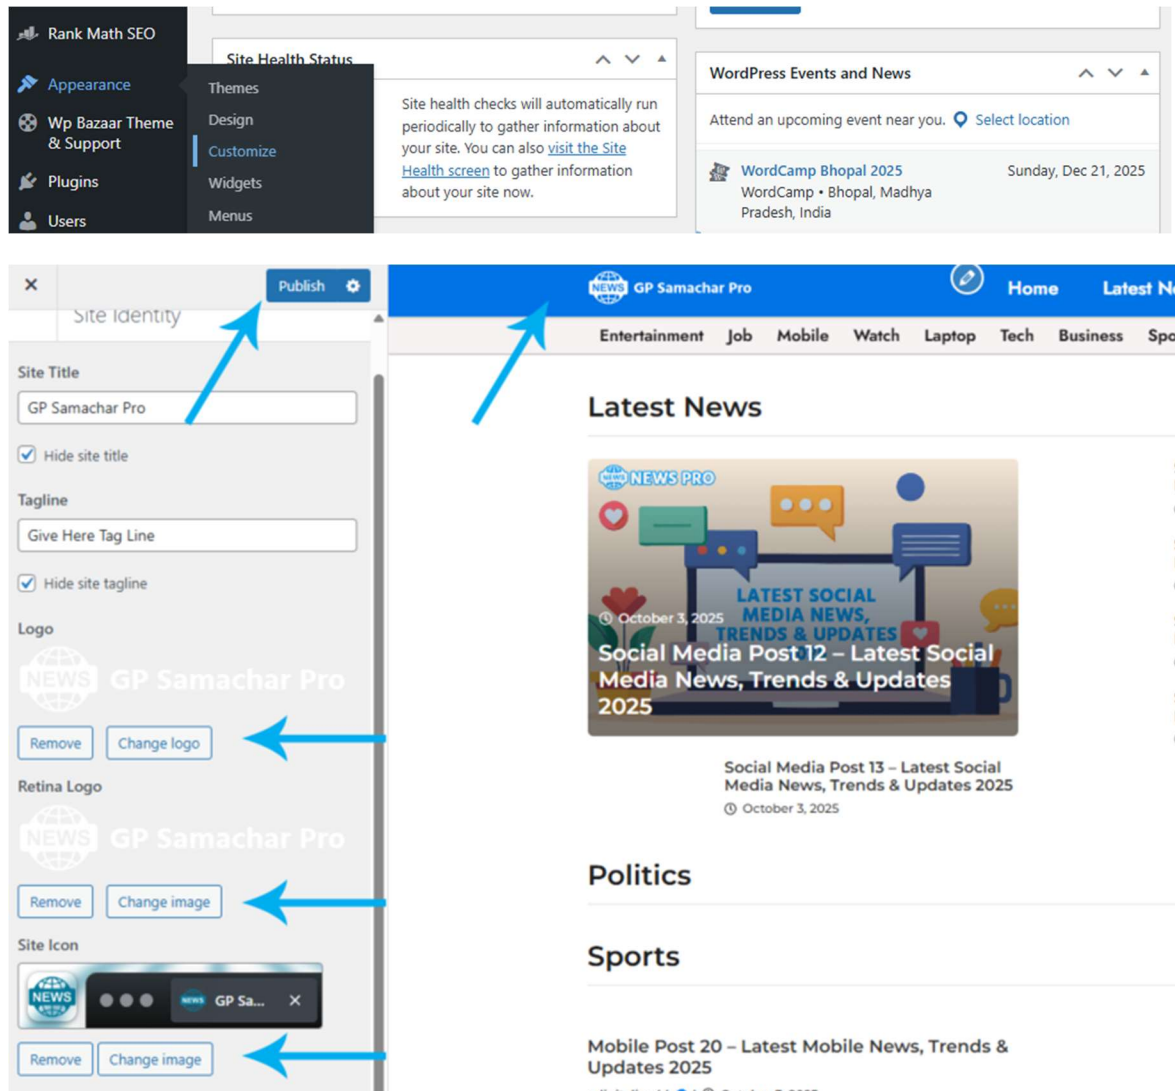 Rank Math SEO
Appearance
Wp Bazaar Theme
& Support
Plugins
Users
Themes
Design
Customize
Widgets
Menus
Site Health Status
Site health checks will automatically run
periodically to gather information about
your site. You can also visit the Site
Health screen to gather information
about your site now.
WordPress Events and News
Attend an upcoming event near you. Select location
WordCamp Bhopal 2025 Sunday, Dec 21, 2025
WordCamp • Bhopal, Madhya
Pradesh, India
Publish
Site Identity
Site Title
GP Samachar Pro
Hide site title
Tagline
Give Here Tag Line
Hide site tagline
Logo
NEWS GP Samachar Pro
Remove Change logo
Retina Logo
NEWS GP Samachar Pro
Remove Change image
Site Icon
NEWS NEWS GP Sa...
Remove Change image
NEWS GP Samachar Pro Home Latest Ne
Entertainment Job Mobile Watch Laptop Tech Business Spo
Latest News
NEWS NEWS PRO
LATEST SOCIAL
MEDIA NEWS,
TRENDS & UPDATES
October 3, 2025
Social Media Post 12 – Latest Social
Media News, Trends & Updates
2025
Social Media Post 13 – Latest Social
Media News, Trends & Updates 2025
October 3, 2025
Politics
Sports
Mobile Post 20 – Latest Mobile News, Trends &
Updates 2025